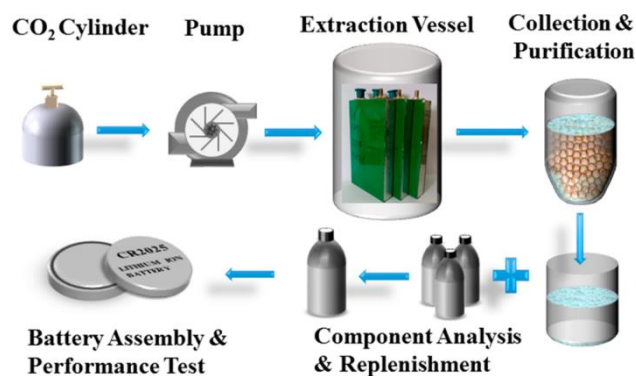 CO₂ Cylinder
Pump
Extraction Vessel
Collection &
Purification
CR2025
LITHIUM ION
BATTERY
Battery Assembly &
Performance Test
Component Analysis
& Replenishment